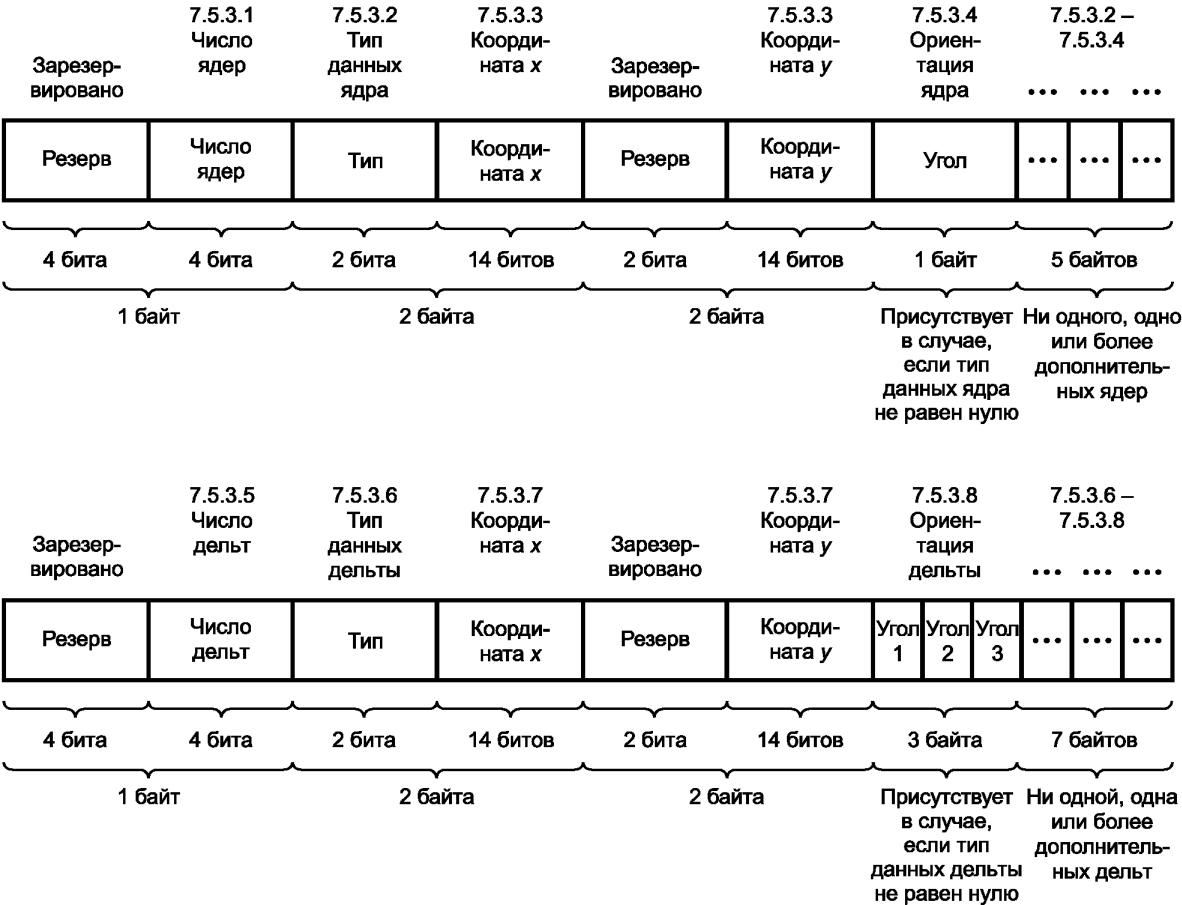 7.5.3.1 7.5.3.2 7.5.3.3 7.5.3.3 7.5.3.4 7.5.3.2 –
Число Тип Коорди- Коорди- Ориен- 7.5.3.4
Зарезер- ядер данных ната x Зарезер- ната y тация
вировано ядра вировано ядра ... ... ...
Резерв Число ядер Тип Коорди- ната x Резерв Коорди- ната y Угол ... ... ...
4 бита 4 бита 2 бита 14 битов 2 бита 14 битов 1 байт 5 байтов
1 байт 2 байта 2 байта Присутствует Ни одного, одно
в случае, или более
если тип дополнитель-
данных ядра ных ядер
не равен нулю
7.5.3.5 7.5.3.6 7.5.3.7 7.5.3.7 7.5.3.8 7.5.3.6 –
Число Тип Коорди- Коорди- Ориен- 7.5.3.8
Зарезер- дельт данных ната x Зарезер- ната y тация
вировано дельты вировано дельты ... ... ...
Резерв Число дельт Тип Коорди- ната x Резерв Коорди- ната y Угол 1 Угол 2 Угол 3 ... ... ...
4 бита 4 бита 2 бита 14 битов 2 бита 14 битов 3 байта 7 байтов
1 байт 2 байта 2 байта Присутствует Ни одной, одна
в случае, или более
если тип дополнитель-
данных дельты ных дельт
не равен нулю